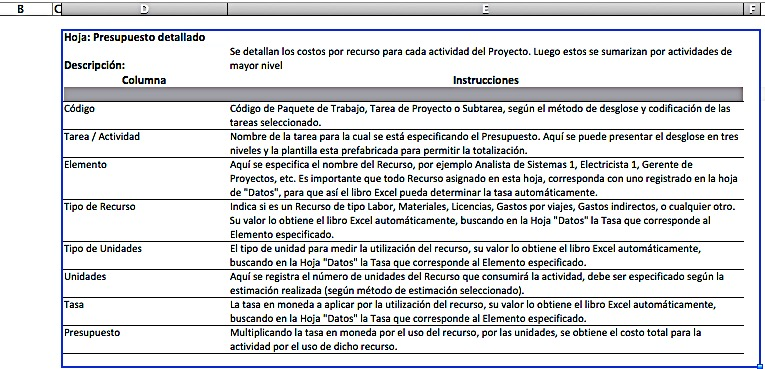 B C D E F
Hoja: Presupuesto detallado
Se detallan los costos por recurso para cada actividad del Proyecto. Luego estos se sumarizan por actividades de
Descripción: mayor nivel
Columna Instrucciones
Código Código de Paquete de Trabajo, Tarea de Proyecto o Subtarea, según el método de desglose y codificación de las
tareas seleccionado.
Tarea / Actividad Nombre de la tarea para la cual se está especificando el Presupuesto. Aquí se puede presentar el desglose en tres
niveles y la plantilla esta prefabricada para permitir la totalización.
Elemento Aquí se especifica el nombre del Recurso, por ejemplo Analista de Sistemas 1, Electricista 1, Gerente de
Proyectos, etc. Es importante que todo Recurso asignado en esta hoja, corresponda con uno registrado en la hoja
de "Datos", para que así el libro Excel pueda determinar la tasa automáticamente.
Tipo de Recurso Indica si es un Recurso de tipo Labor, Materiales, Licencias, Gastos por viajes, Gastos indirectos, o cualquier otro.
Su valor lo obtiene el libro Excel automáticamente, buscando en la Hoja "Datos" la Tasa que corresponde al
Elemento especificado.
Tipo de Unidades El tipo de unidad para medir la utilización del recurso, su valor lo obtiene el libro Excel automáticamente,
buscando en la Hoja "Datos" la Tasa que corresponde al Elemento especificado.
Unidades Aquí se registra el número de unidades del Recurso que consumirá la actividad, debe ser especificado según la
estimación realizada (según método de estimación seleccionado).
Tasa La tasa en moneda a aplicar por la utilización del recurso, su valor lo obtiene el libro Excel automáticamente,
buscando en la Hoja "Datos" la Tasa que corresponde al Elemento especificado.
Presupuesto Multiplicando la tasa en moneda por el uso del recurso, por las unidades, se obtiene el costo total para la
actividad por el uso de dicho recurso.